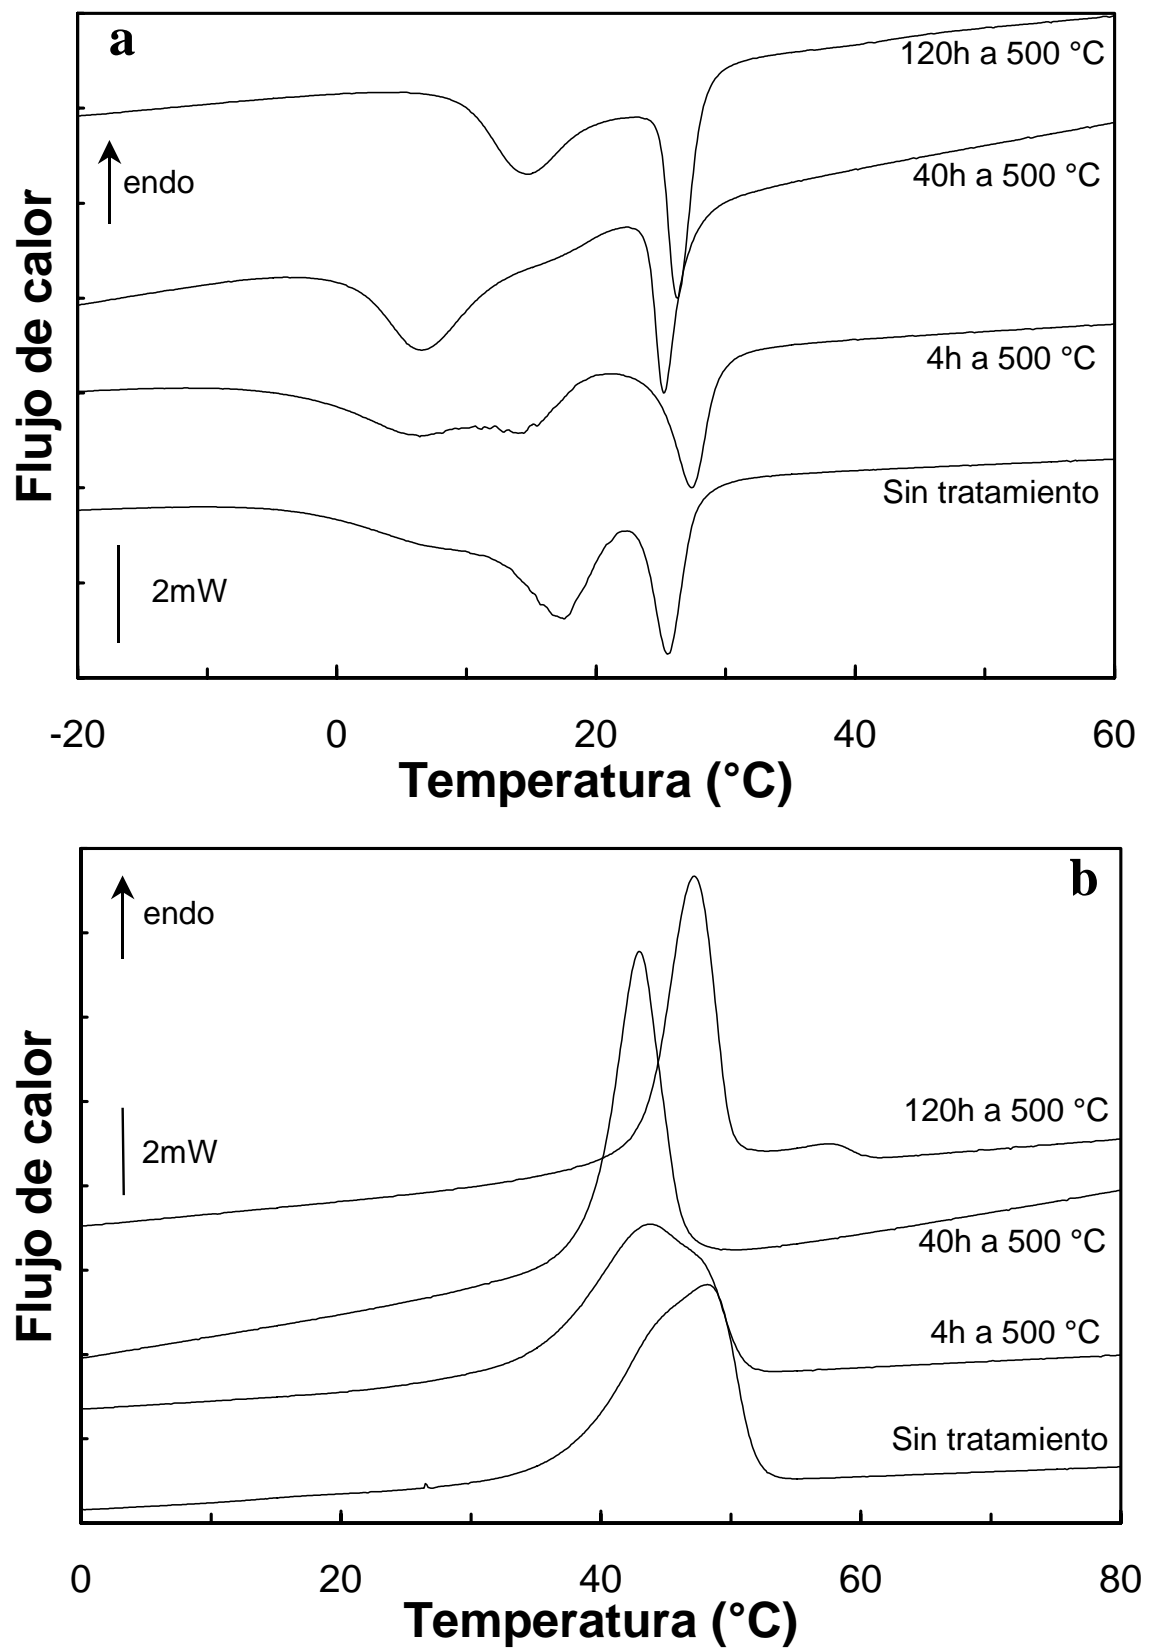 a
120h a 500 °C
endo
40h a 500 °C
4h a 500 °C
Sin tratamiento
2mW
Flujo de calor
-20 0 20 40 60
Temperatura (°C)
b
endo
120h a 500 °C
2mW
40h a 500 °C
4h a 500 °C
Sin tratamiento
Flujo de calor
0 20 40 60 80
Temperatura (°C)